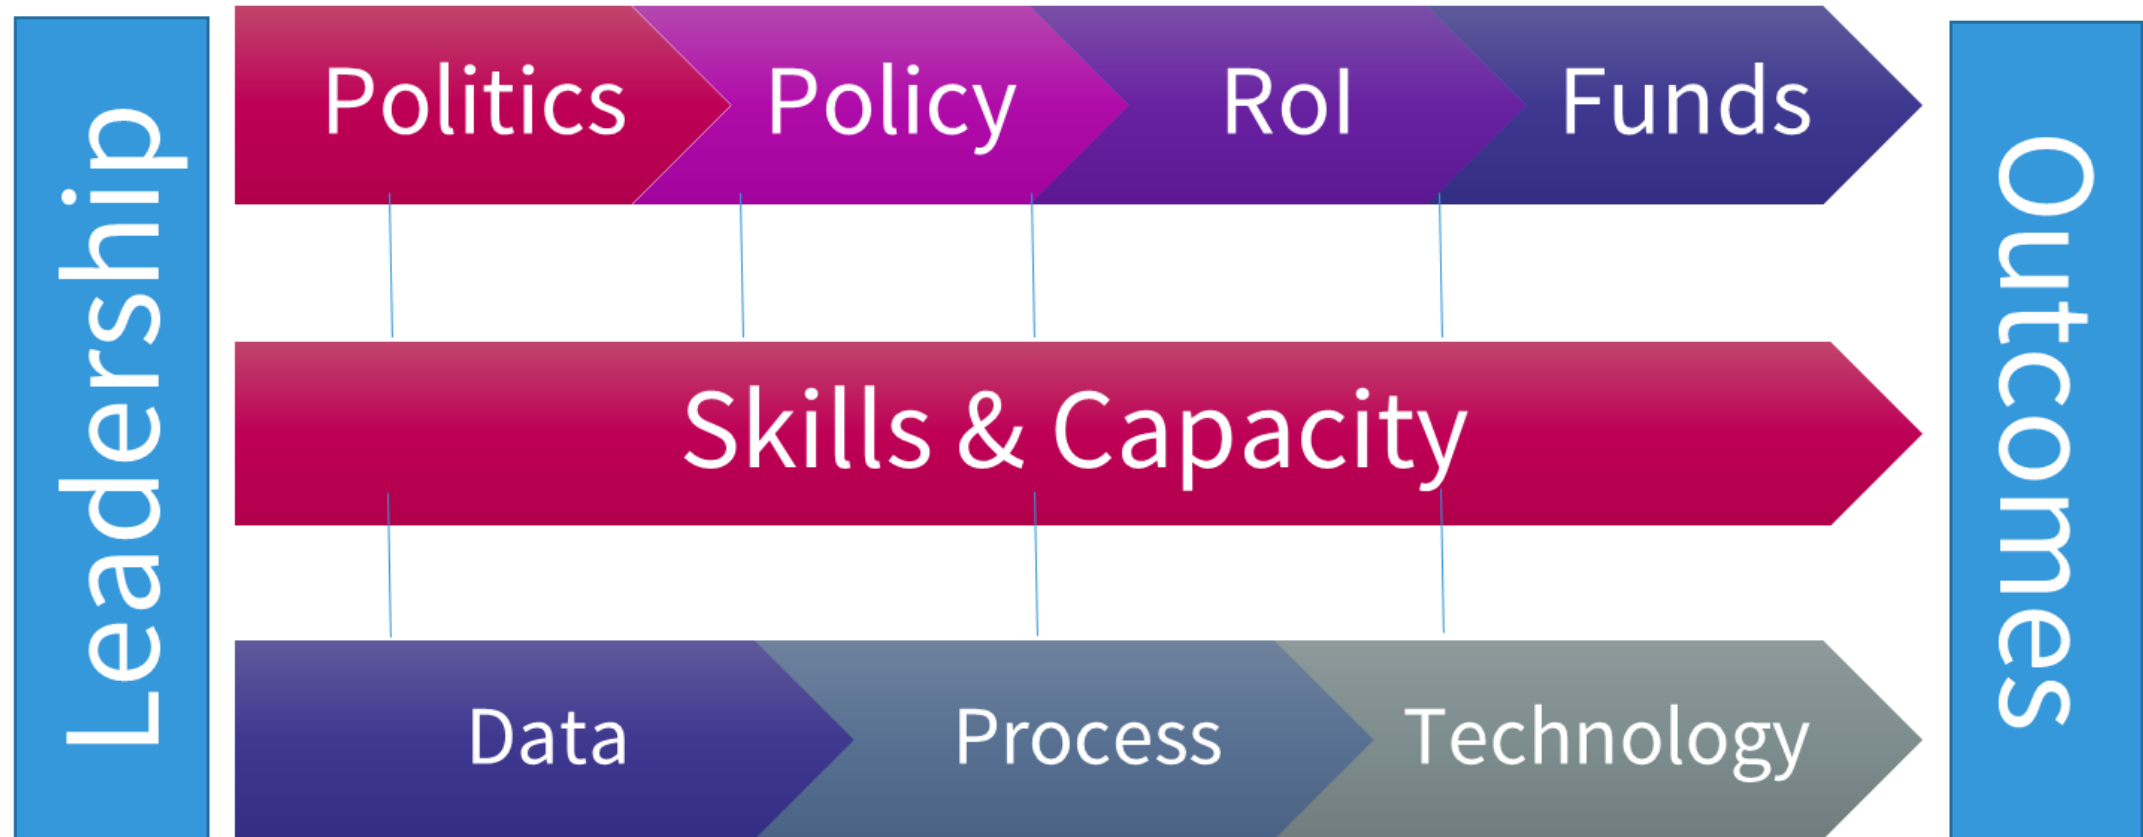 Leadership
Politics
Policy
RoI
Funds
Skills & Capacity
Data
Process
Technology
Outcomes